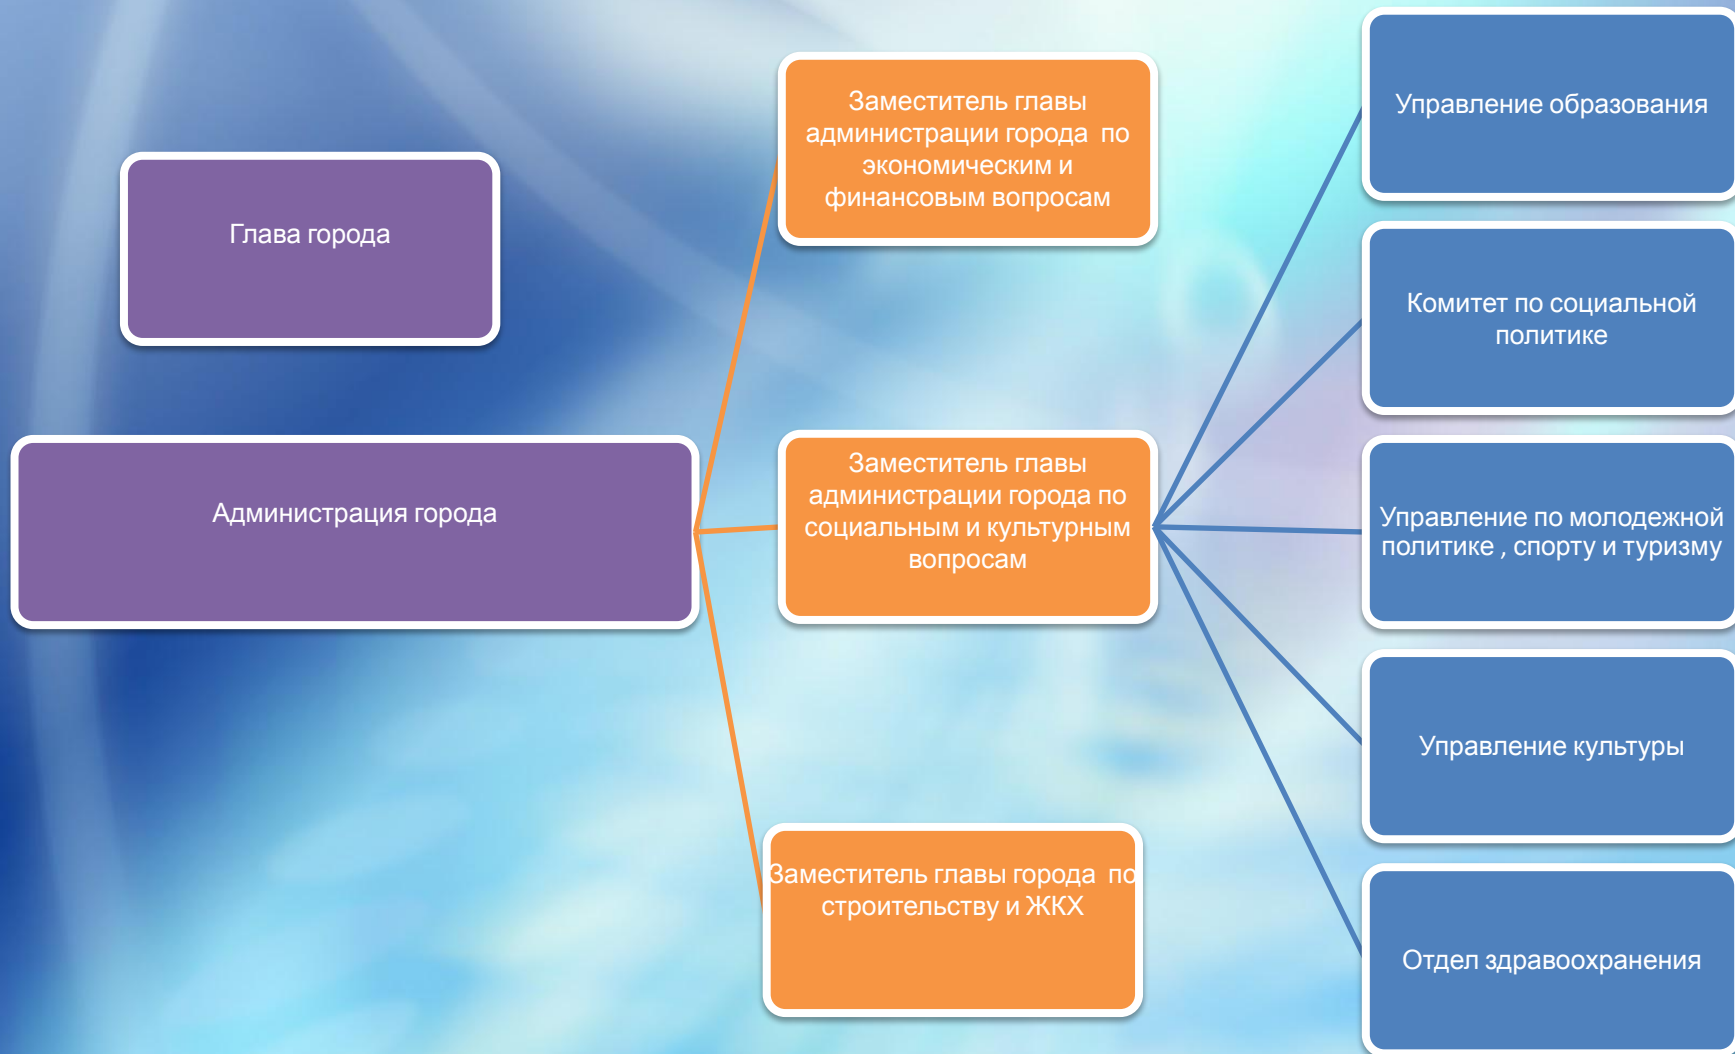 Глава города
Администрация города
Заместитель главы
администрации города по
экономическим и
финансовым вопросам
Заместитель главы
администрации города по
социальным и культурным
вопросам
Заместитель главы города по
строительству и ЖКХ
Управление образования
Комитет по социальной
политике
Управление по молодежной
политике , спорту и туризму
Управление культуры
Отдел здравоохранения